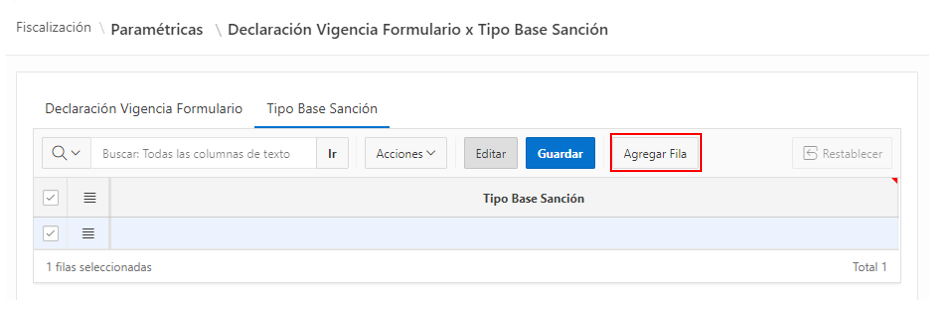 Fiscalización \ Paramétricas \ Declaración Vigencia Formulario x Tipo Base Sanción
Declaración Vigencia Formulario Tipo Base Sanción
Buscar: Todas las columnas de texto Ir Acciones Editar Guardar Agregar Fila Restablecer
Tipo Base Sanción
1 filas seleccionadas Total 1